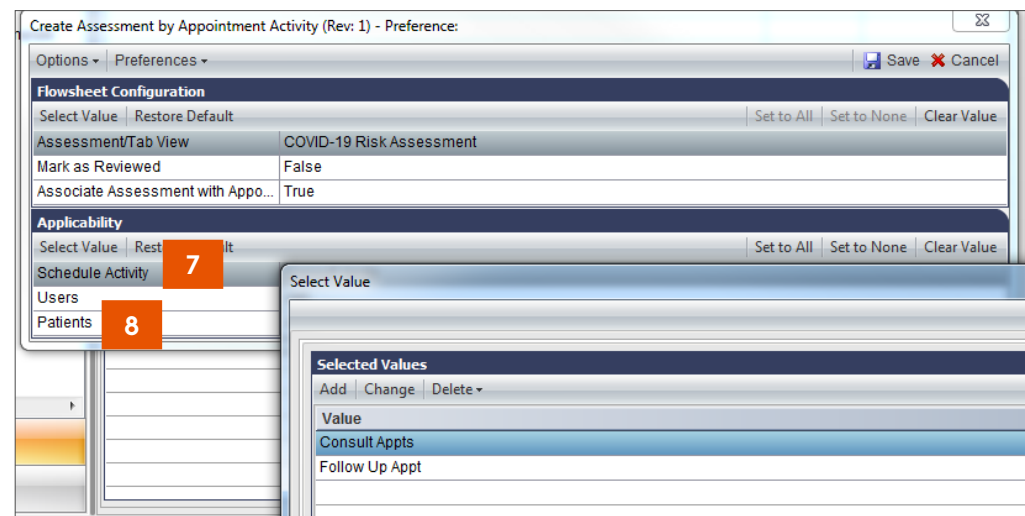 Create Assessment by Appointment Activity (Rev: 1) - Preference:
Options Preferences Save Cancel
Flowsheet Configuration
Select Value Restore Default Set to All Set to None Clear Value
Assessment/Tab View COVID-19 Risk Assessment
Mark as Reviewed False
Associate Assessment with Appo... True
Applicability
Select Value Rest lt Set to All Set to None Clear Value
7
Schedule Activity
Users
Patients 8
Select Value
Selected Values
Add Change Delete
Value
Consult Appts
Follow Up Appt